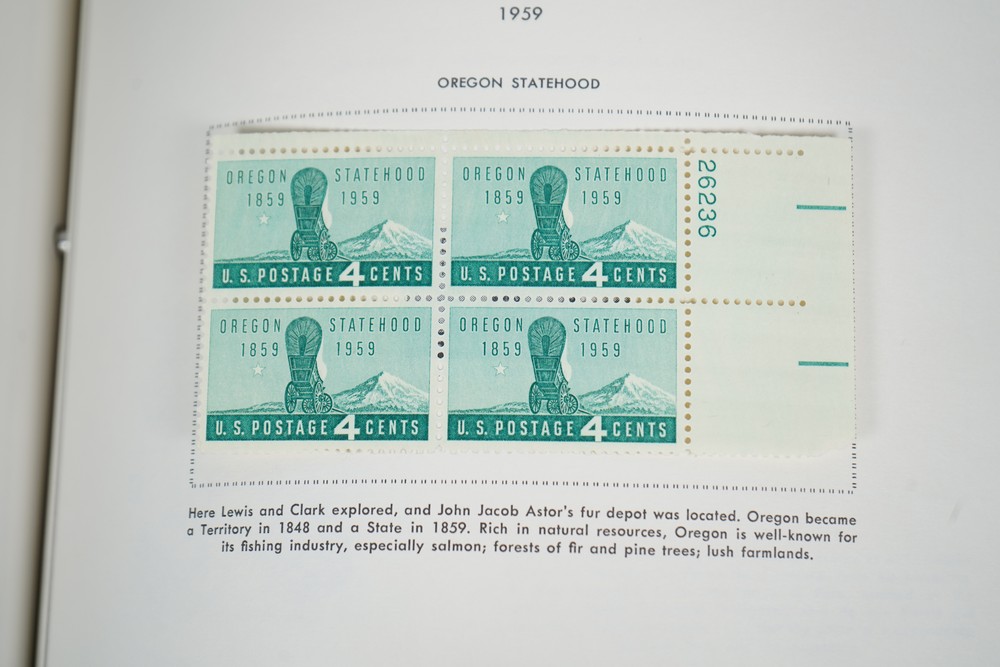 1959
OREGON STATEHOOD
OREGON STATEHOOD
1859 1959
U.S. POSTAGE 4 CENTS
OREGON STATEHOOD
1859 1959
U.S. POSTAGE 4 CENTS
26236
OREGON STATEHOOD
1859 1959
U.S. POSTAGE 4 CENTS
OREGON STATEHOOD
1859 1959
U.S. POSTAGE 4 CENTS
Here Lewis and Clark explored, and John Jacob Astor's fur depot was located. Oregon became
a Territory in 1848 and a State in 1859. Rich in natural resources, Oregon is well-known for
its fishing industry, especially salmon; forests of fir and pine trees; lush farmlands.